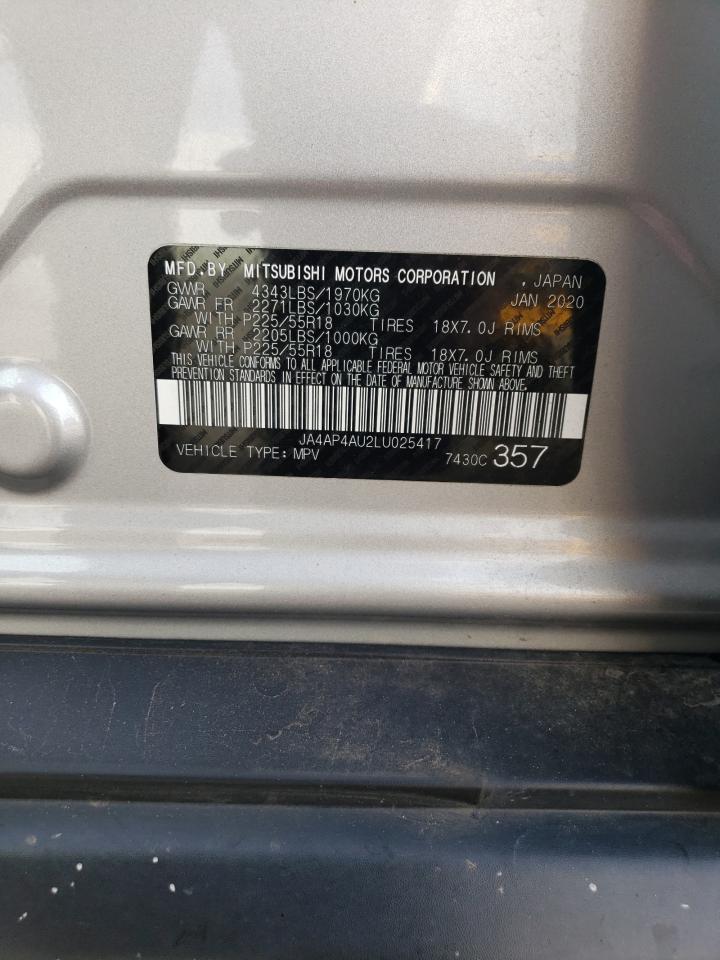 MFD.BY MITSUBISHI MOTORS CORPORATION , JAPAN
GVWR 4343LBS/1970KG JAN 2020
GAWR FR 2271LBS/1030KG
WITH P225/55R18 TIRES 18X7.0J RIMS
GAWR RR 2205LBS/1000KG
WITH P225/55R18 TIRES 18X7.0J RIMS
THIS VEHICLE CONFORMS TO ALL APPLICABLE FEDERAL MOTOR VEHICLE SAFETY AND THEFT
PREVENTION STANDARDS IN EFFECT ON THE DATE OF MANUFACTURE SHOWN ABOVE.
JA4AP4AU2LU025417
VEHICLE TYPE: MPV 7430C 357